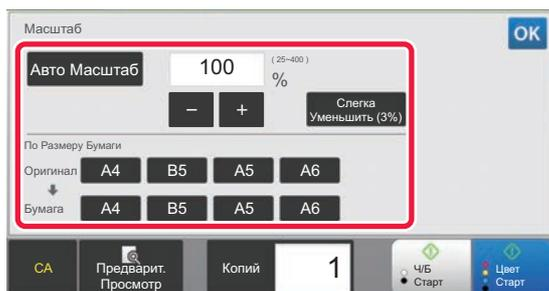 Масштаб
OK
Авто Масштаб
100
(25~400)
%
−
+
Слегка
Уменьшить (3%)
По Размеру Бумаги
Оригинал
A4
B5
A5
A6
Бумага
A4
B5
A5
A6
CA
Предварит.
Просмотр
Копий
1
Ч/Б
Старт
Цвет
Старт